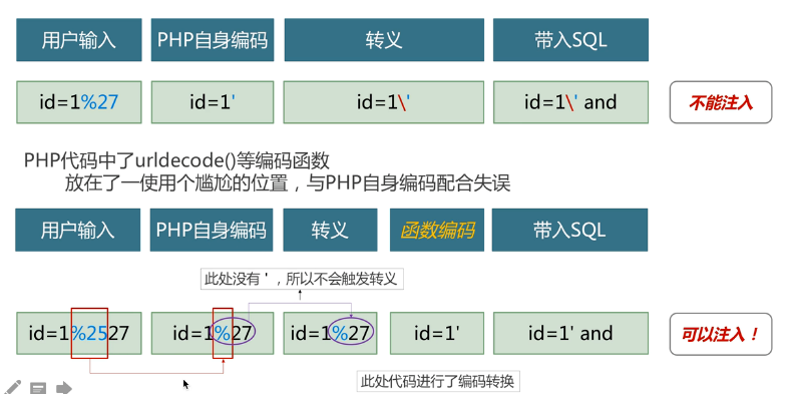 用户输入 PHP自身编码 转义 带入SQL
id=1%27 id=1' id=1\' id=1\' and 不能注入
PHP代码中了urldecode()等编码函数
放在了一使用个尴尬的位置，与PHP自身编码配合失误
用户输入 PHP自身编码 转义 函数编码 带入SQL
此处没有 '，所以不会触发转义
id=1%2527 id=1%27 id=1%27 id=1' id=1' and 可以注入！
此处代码进行了编码转换